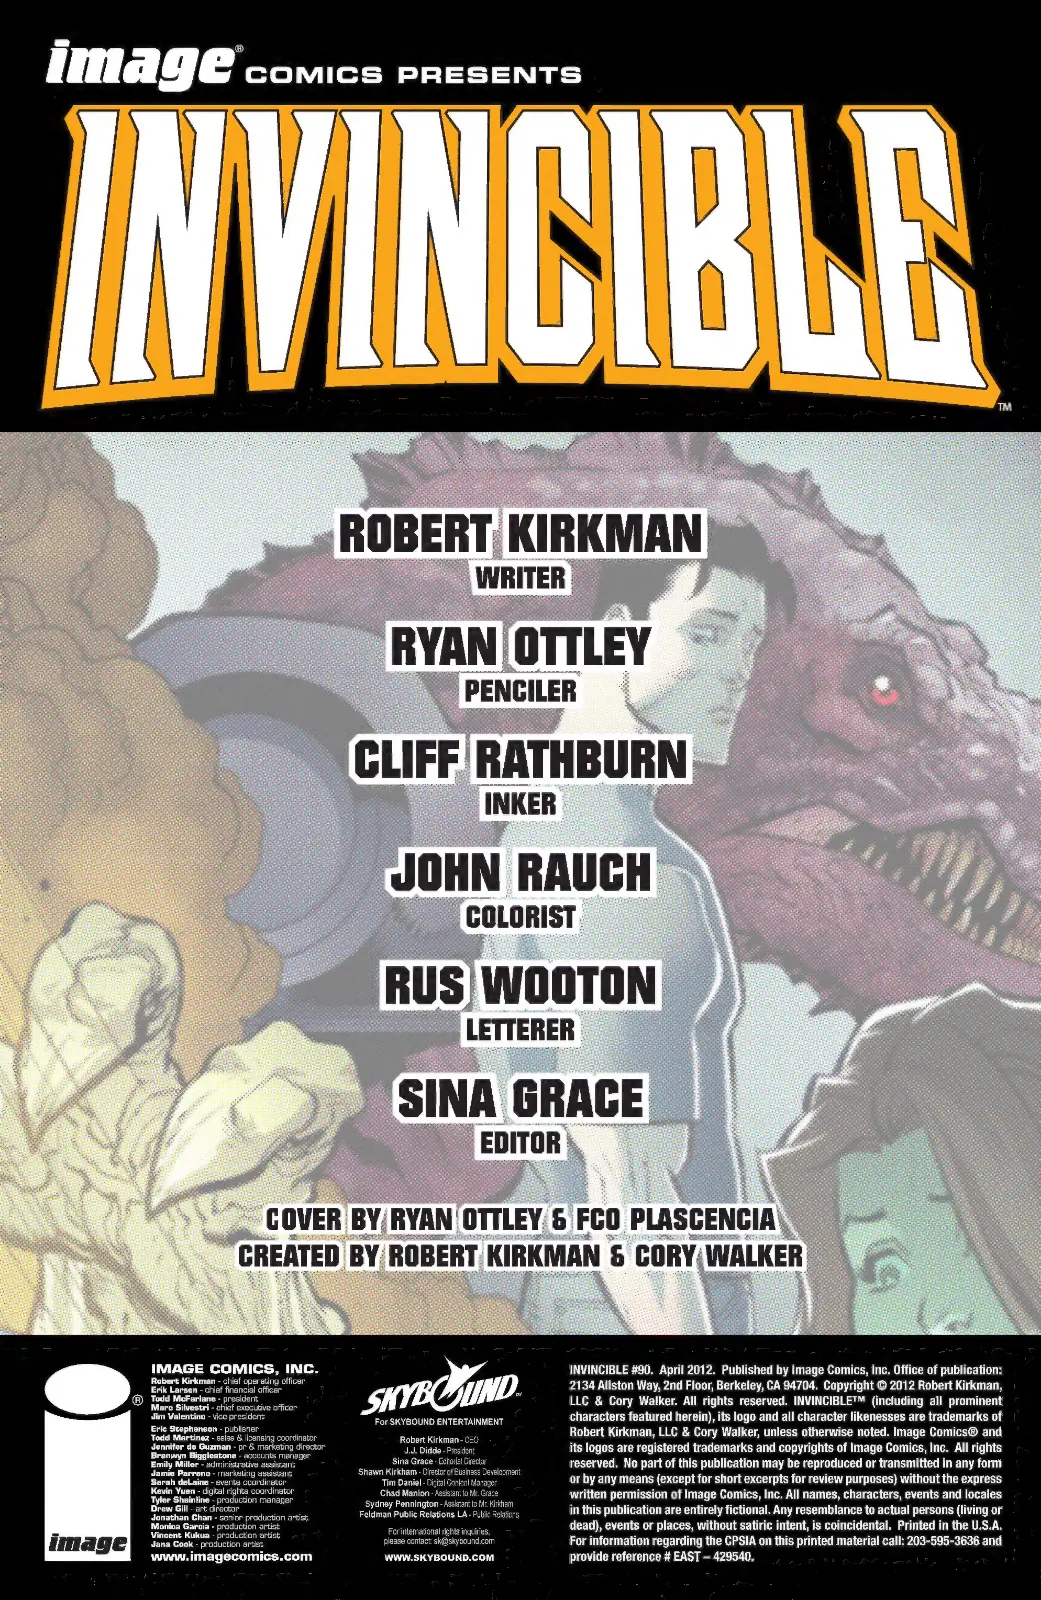 image® COMICS PRESENTS
INVINCIBLE™
ROBERT KIRKMAN
WRITER
RYAN OTTLEY
PENCILER
CLIFF RATHBURN
INKER
JOHN RAUCH
COLORIST
RUS WOOTON
LETTERER
SINA GRACE
EDITOR
COVER BY RYAN OTTLEY & FCO PLASCENCIA
CREATED BY ROBERT KIRKMAN & CORY WALKER
®
image
IMAGE COMICS, INC.
Robert Kirkman - chief operating officer
Erik Larsen - chief financial officer
Todd McFarlane - president
Marc Silvestri - chief executive officer
Jim Valentino - vice-president
Eric Stephenson - publisher
Todd Martinez - sales & licensing coordinator
Jennifer de Guzman - pr & marketing director
Branwyn Bigglestone - accounts manager
Emily Miller - administrative assistant
Jamie Parreno - marketing assistant
Sarah deLaine - events coordinator
Kevin Yuen - digital rights coordinator
Tyler Shainline - production manager
Drew Gill - art director
Jonathan Chan - senior production artist
Monica Garcia - production artist
Vincent Kukua - production artist
Jana Cook - production artist
www.imagecomics.com
SKYBOUND™
For SKYBOUND ENTERTAINMENT
Robert Kirkman - CEO
J.J. Didde - President
Sina Grace - Editorial Director
Shawn Kirkham - Director of Business Development
Tim Daniel - Digital Content Manager
Chad Manion - Assistant to Mr. Grace
Sydney Pennington - Assistant to Mr. Kirkham
Feldman Public Relations LA - Public Relations
For international rights inquiries,
please contact: sk@skybound.com
WWW.SKYBOUND.COM
INVINCIBLE #90. April 2012. Published by Image Comics, Inc. Office of publication:
2134 Allston Way, 2nd Floor, Berkeley, CA 94704. Copyright © 2012 Robert Kirkman,
LLC & Cory Walker. All rights reserved. INVINCIBLE™ (including all prominent
characters featured herein), its logo and all character likenesses are trademarks of
Robert Kirkman, LLC & Cory Walker, unless otherwise noted. Image Comics® and
its logos are registered trademarks and copyrights of Image Comics, Inc. All rights
reserved. No part of this publication may be reproduced or transmitted in any form
or by any means (except for short excerpts for review purposes) without the express
written permission of Image Comics, Inc. All names, characters, events and locales
in this publication are entirely fictional. Any resemblance to actual persons (living or
dead), events or places, without satiric intent, is coincidental. Printed in the U.S.A.
For information regarding the CPSIA on this printed material call: 203-595-3636 and
provide reference # EAST – 429540.